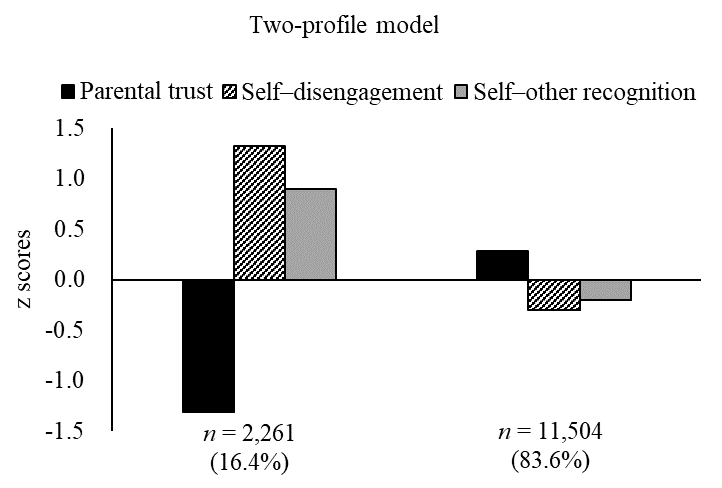 Two-profile model
Parental trust Self–disengagement Self–other recognition
1.5
1.0
0.5
0.0
-0.5
-1.0
-1.5
z scores
n = 2,261
(16.4%)
n = 11,504
(83.6%)